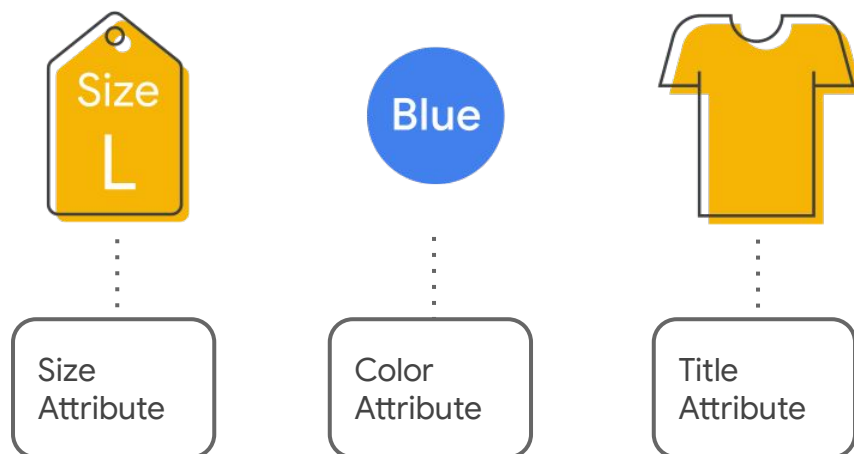 Size
L
Blue
Size
Attribute
Color
Attribute
Title
Attribute